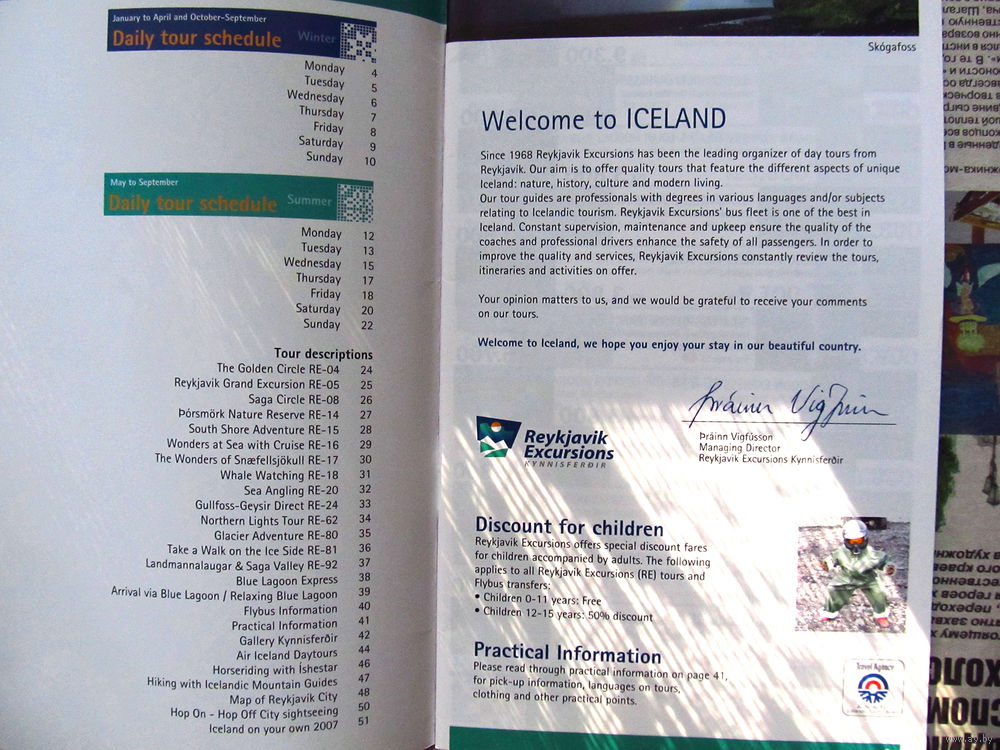 January to April and October-September
Daily tour schedule Winter
Monday 4
Tuesday 5
Wednesday 6
Thursday 7
Friday 8
Saturday 9
Sunday 10
May to September
Daily tour schedule Summer
Monday 12
Tuesday 13
Wednesday 15
Thursday 17
Friday 18
Saturday 20
Sunday 22
Tour descriptions
The Golden Circle RE-04 24
Reykjavik Grand Excursion RE-05 25
Saga Circle RE-08 26
Þórsmörk Nature Reserve RE-14 27
South Shore Adventure RE-15 28
Wonders at Sea with Cruise RE-16 29
The Wonders of Snæfellsjökull RE-17 30
Whale Watching RE-18 31
Sea Angling RE-20 32
Gullfoss-Geysir Direct RE-24 33
Northern Lights Tour RE-62 34
Glacier Adventure RE-80 35
Take a Walk on the Ice Side RE-81 36
Landmannalaugar & Saga Valley RE-92 37
Blue Lagoon Express 38
Arrival via Blue Lagoon / Relaxing Blue Lagoon 39
Flybus Information 40
Practical Information 41
Gallery Kynnisferðir 42
Air Iceland Daytours 44
Horseriding with Íshestar 46
Hiking with Icelandic Mountain Guides 47
Map of Reykjavík City 48
Hop On - Hop Off City sightseeing 50
Iceland on your own 2007 51
Skógafoss
Welcome to ICELAND
Since 1968 Reykjavik Excursions has been the leading organizer of day tours from
Reykjavik. Our aim is to offer quality tours that feature the different aspects of unique
Iceland: nature, history, culture and modern living.
Our tour guides are professionals with degrees in various languages and/or subjects
relating to Icelandic tourism. Reykjavik Excursions' bus fleet is one of the best in
Iceland. Constant supervision, maintenance and upkeep ensure the quality of the
coaches and professional drivers enhance the safety of all passengers. In order to
improve the quality and services, Reykjavik Excursions constantly review the tours,
itineraries and activities on offer.
Your opinion matters to us, and we would be grateful to receive your comments
on our tours.
Welcome to Iceland, we hope you enjoy your stay in our beautiful country.
Þráinn Vigfússon
Managing Director
Reykjavik Excursions Kynnisferðir
Reykjavik
Excursions
KYNNISFERÐIR
Discount for children
Reykjavik Excursions offers special discount fares
for children accompanied by adults. The following
applies to all Reykjavik Excursions (RE) tours and
Flybus transfers:
• Children 0-11 years: Free
• Children 12-15 years: 50% discount
Practical Information
Please read through practical information on page 41,
for pick-up information, languages on tours,
clothing and other practical points.
Travel Agency
www.ay.by